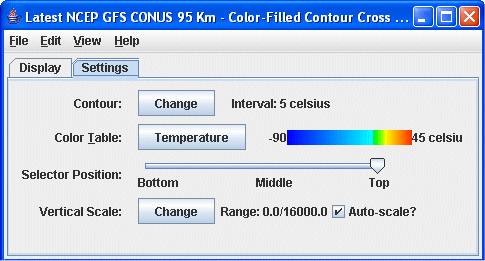 Latest NCEP GFS CONUS 95 Km - Color-Filled Contour Cross ...
File Edit View Help
Display Settings
Contour: Change Interval: 5 celsius
Color Table: Temperature -90 45 celsiu
Selector Position:
Bottom Middle Top
Vertical Scale: Change Range: 0.0/16000.0 Auto-scale?